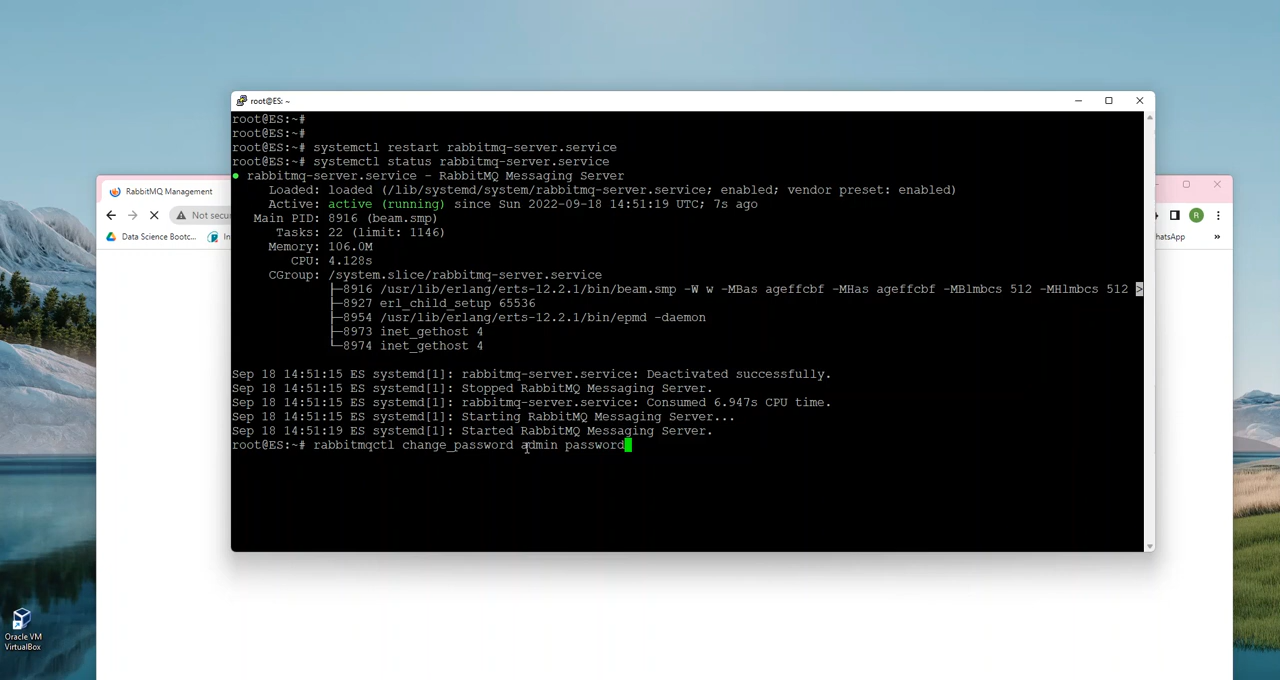 root@ES: ~
root@ES:~#
root@ES:~#
root@ES:~# systemctl restart rabbitmq-server.service
root@ES:~# systemctl status rabbitmq-server.service
● rabbitmq-server.service - RabbitMQ Messaging Server
Loaded: loaded (/lib/systemd/system/rabbitmq-server.service; enabled; vendor preset: enabled)
Active: active (running) since Sun 2022-09-18 14:51:19 UTC; 7s ago
Main PID: 8916 (beam.smp)
Tasks: 22 (limit: 1146)
Memory: 106.0M
CPU: 4.128s
CGroup: /system.slice/rabbitmq-server.service
├─8916 /usr/lib/erlang/erts-12.2.1/bin/beam.smp -W w -MBas ageffcbf -MHas ageffcbf -MBlmbcs 512 -MHlmbcs 512 >
├─8927 erl_child_setup 65536
├─8954 /usr/lib/erlang/erts-12.2.1/bin/epmd -daemon
├─8973 inet_gethost 4
└─8974 inet_gethost 4
Sep 18 14:51:15 ES systemd[1]: rabbitmq-server.service: Deactivated successfully.
Sep 18 14:51:15 ES systemd[1]: Stopped RabbitMQ Messaging Server.
Sep 18 14:51:15 ES systemd[1]: rabbitmq-server.service: Consumed 6.947s CPU time.
Sep 18 14:51:15 ES systemd[1]: Starting RabbitMQ Messaging Server...
Sep 18 14:51:19 ES systemd[1]: Started RabbitMQ Messaging Server.
root@ES:~# rabbitmqctl change_password admin password
RabbitMQ Management
Not secu
R
Data Science Bootc...
In
hatsApp
»
Oracle VM
VirtualBox